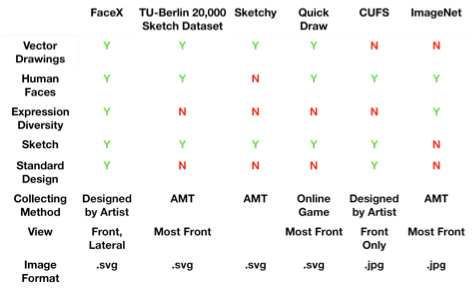 FaceX TU-Berlin 20,000 Sketch Dataset Sketchy Quick Draw CUFS ImageNet
Vector Drawings Y Y Y Y N N
Human Faces Y Y N Y Y Y
Expression Diversity Y N N N N Y
Sketch Y Y Y Y Y N
Standard Design Y N N N Y N
Collecting Method Designed by Artist AMT AMT Online Game Designed by Artist AMT
View Front, Lateral Most Front Most Front Front Only Most Front
Image Format .svg .svg .svg .svg .jpg .jpg